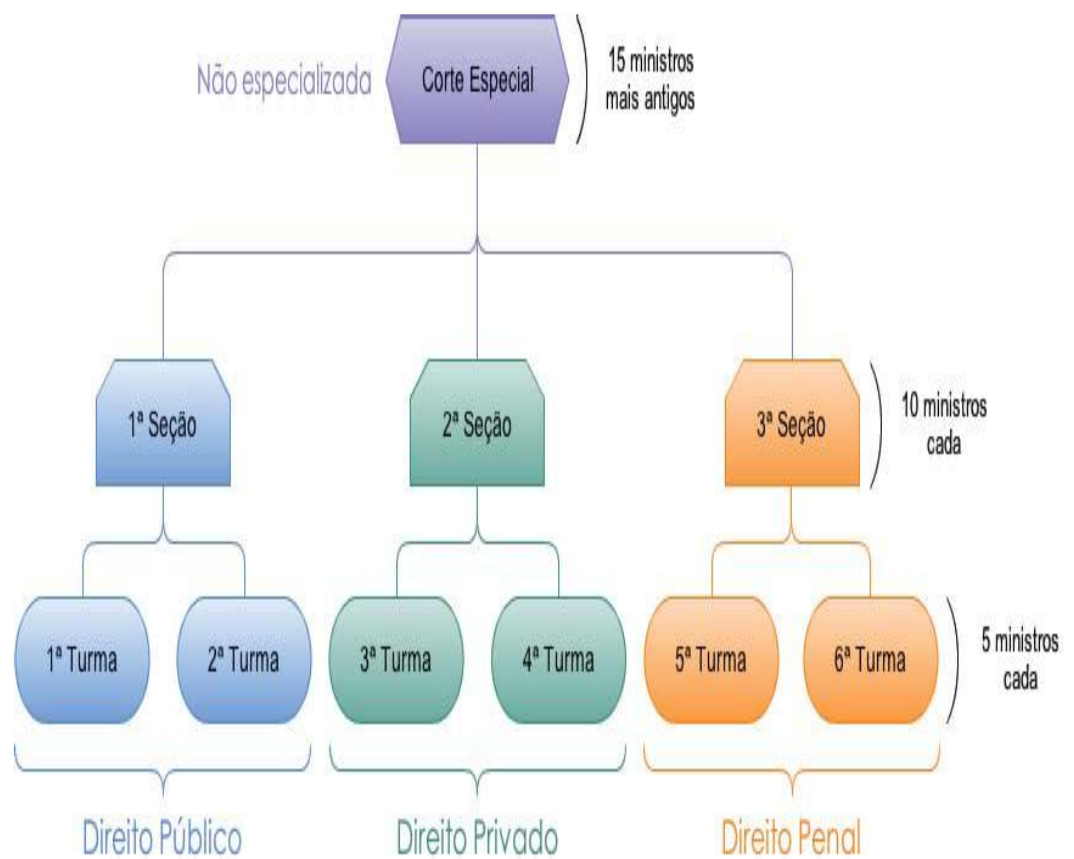 Não especializada
Corte Especial
15 ministros
mais antigos
1ª Seção
2ª Seção
3ª Seção
10 ministros
cada
1ª Turma
2ª Turma
3ª Turma
4ª Turma
5ª Turma
6ª Turma
5 ministros
cada
Direito Público
Direito Privado
Direito Penal